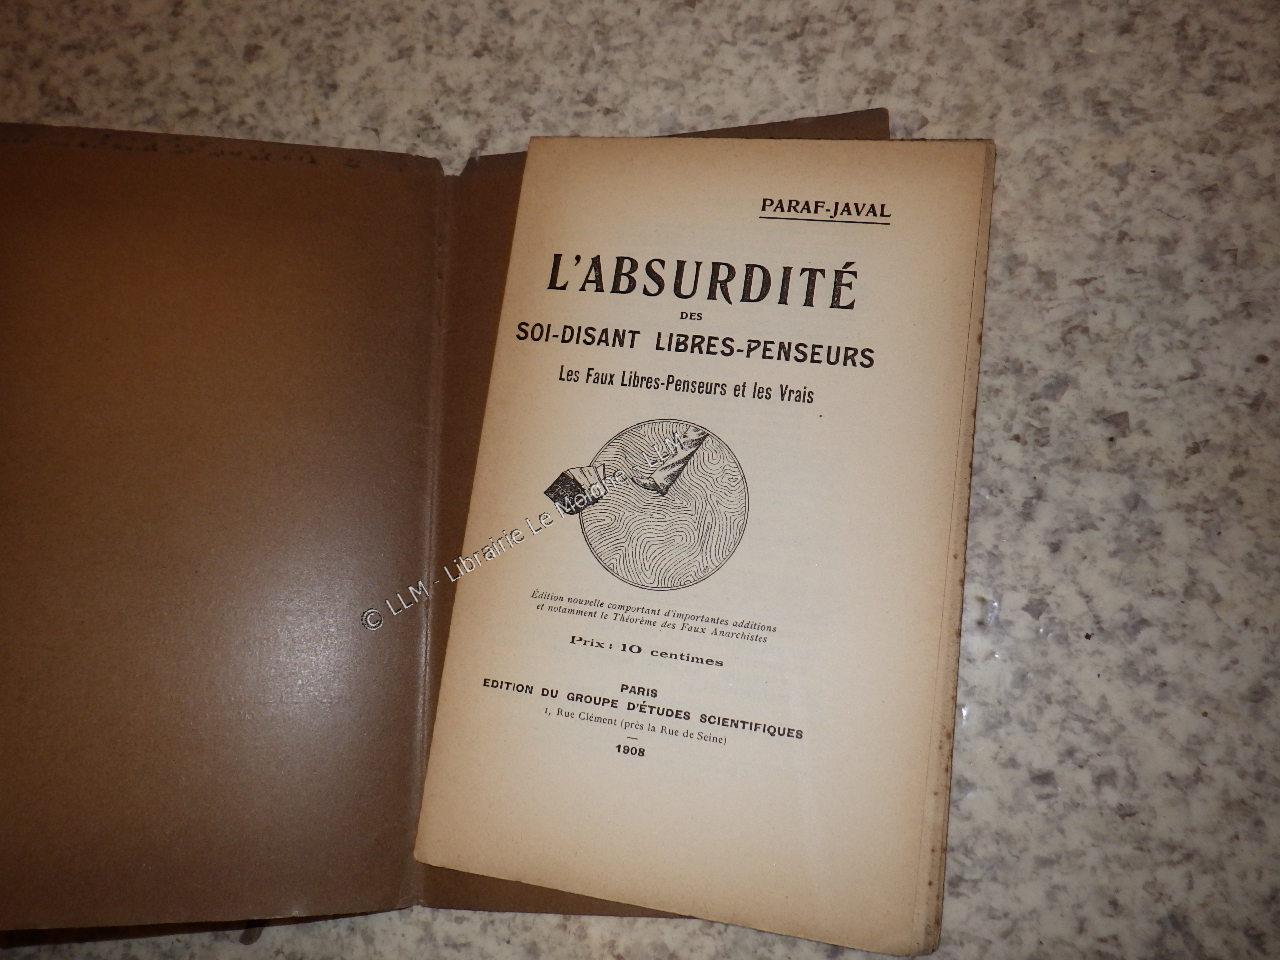 PARAF-JAVAL
L'ABSURDITÉ
DES
SOI-DISANT LIBRES-PENSEURS
Les Faux Libres-Penseurs et les Vrais
© LLM - Librairie Le Moigne - LLM
Édition nouvelle comportant d'importantes additions
et notamment le Théorème des Faux Anarchistes
Prix : 10 centimes
PARIS
EDITION DU GROUPE D'ÉTUDES SCIENTIFIQUES
1, Rue Clément (près la Rue de Seine)
1908